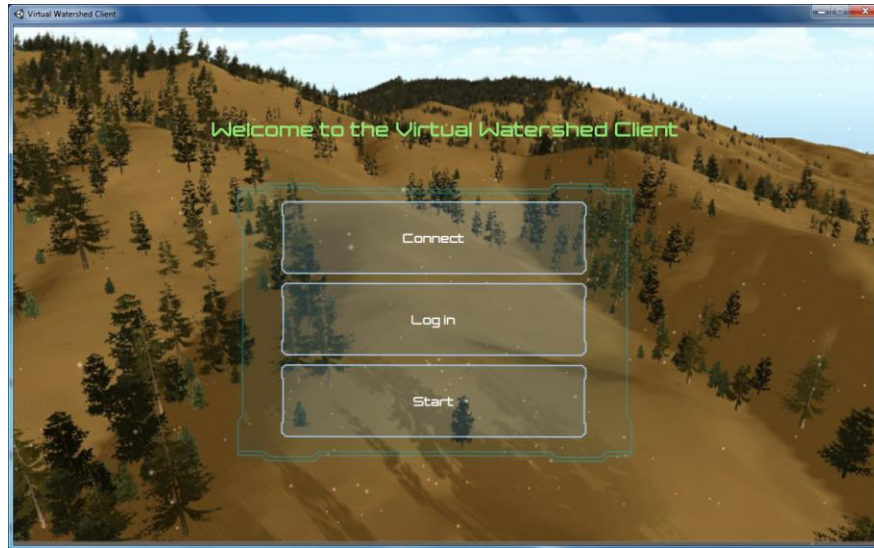 Virtual Watershed Client
Welcome to the Virtual Watershed Client
Connect
Log in
Start